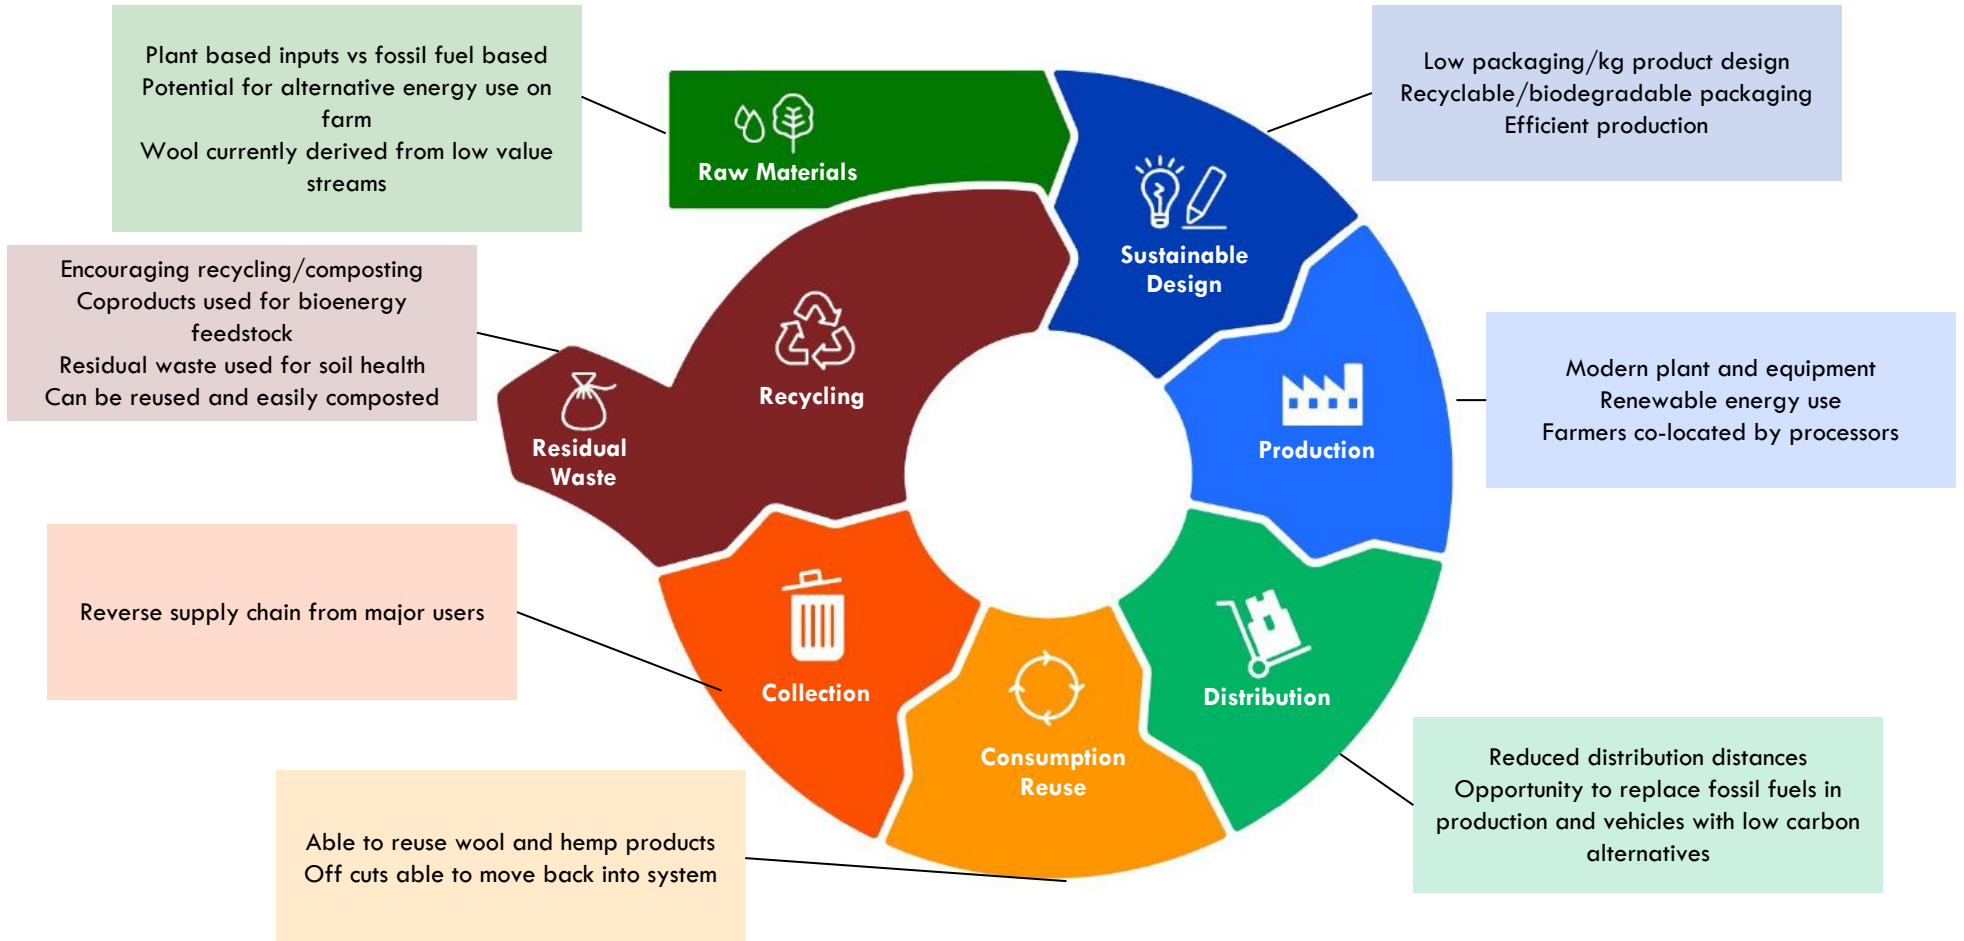 Plant based inputs vs fossil fuel based
Potential for alternative energy use on
farm
Wool currently derived from low value
streams
Raw Materials
Low packaging/kg product design
Recyclable/biodegradable packaging
Efficient production
Sustainable
Design
Encouraging recycling/composting
Coproducts used for bioenergy
feedstock
Residual waste used for soil health
Can be reused and easily composted
Recycling
Residual
Waste
Modern plant and equipment
Renewable energy use
Farmers co-located by processors
Production
Reverse supply chain from major users
Collection
Distribution
Reduced distribution distances
Opportunity to replace fossil fuels in
production and vehicles with low carbon
alternatives
Consumption
Reuse
Able to reuse wool and hemp products
Off cuts able to move back into system